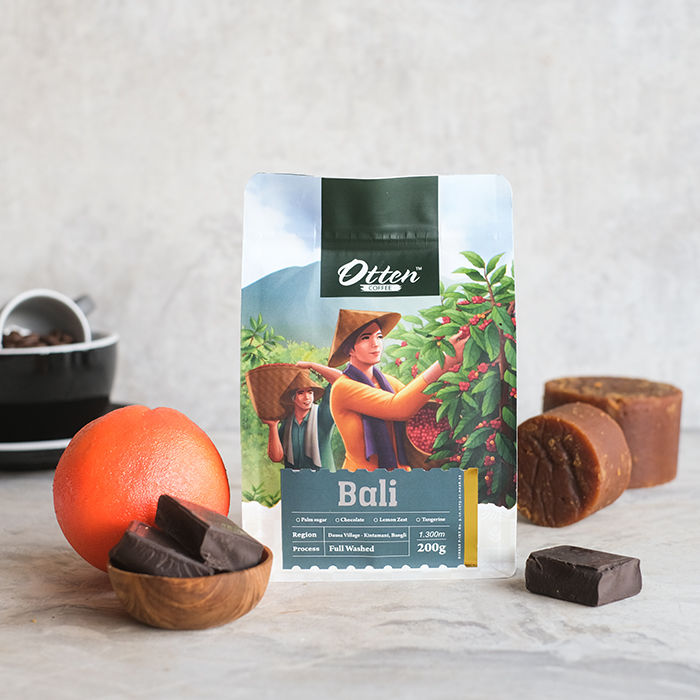 Otten™
COFFEE
Bali
Palm sugar Chocolate Lemon Zest Tangerine
Region Dausa Village - Kintamani, Bangli 1.300m
Process Full Washed 200g